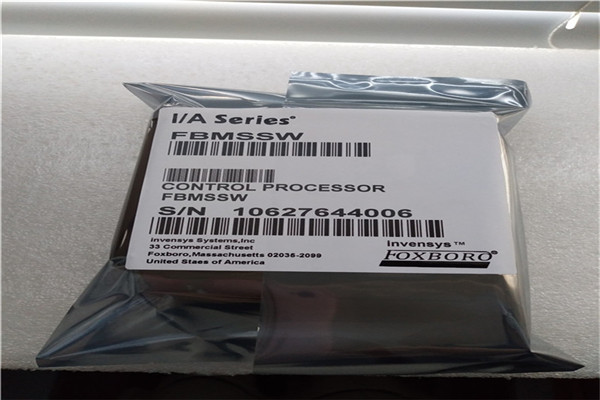 I/A Series®
FBMSSW
CONTROL PROCESSOR
FBMSSW
S/N 10627644006
invensys Systems,Inc
33 Commercial Street
Foxboro,Massachusetts 02035-2099
United Staes of America
invensys™
FOXBORO®